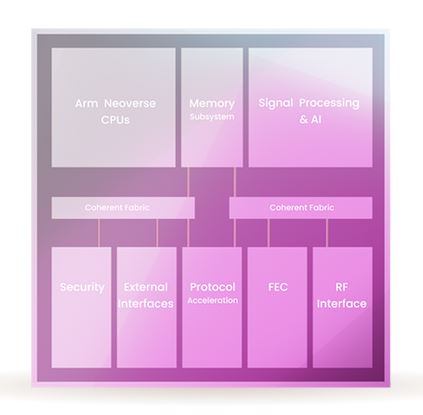 Arm Neoverse
CPUs
Memory
Subsystem
Signal Processing
& AI
Coherent Fabric
Coherent Fabric
Security
External
Interfaces
Protocol
Acceleration
FEC
RF
Interface